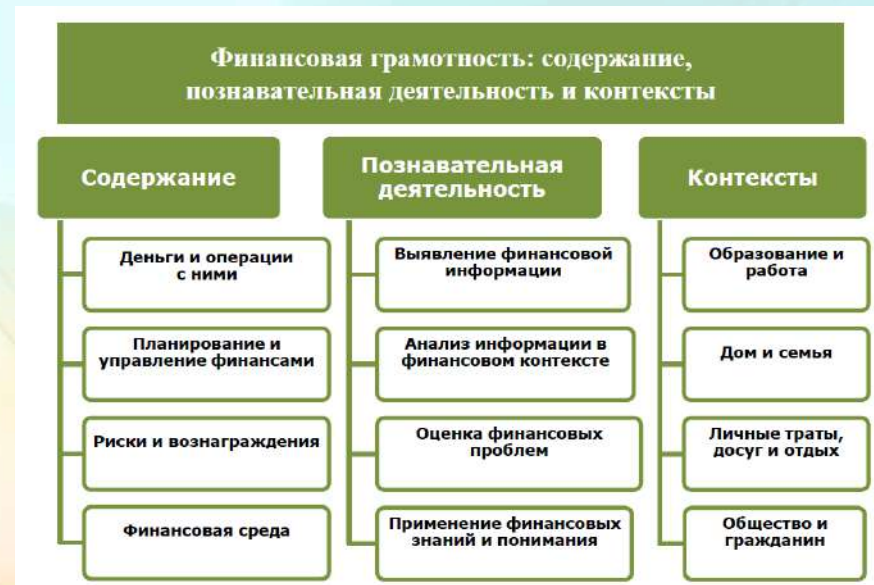 Финансовая грамотность: содержание,
познавательная деятельность и контексты
Содержание
Деньги и операции
с ними
Планирование и
управление финансами
Риски и вознаграждения
Финансовая среда
Познавательная
деятельность
Выявление финансовой
информации
Анализ информации в
финансовом контексте
Оценка финансовых
проблем
Применение финансовых
знаний и понимания
Контексты
Образование и
работа
Дом и семья
Личные траты,
досуг и отдых
Общество и
гражданин